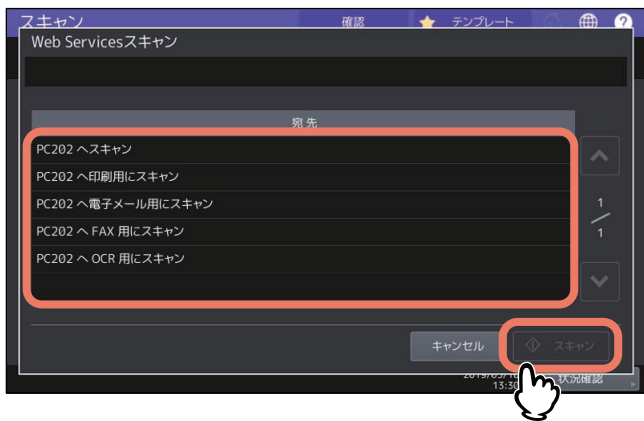 スキャン 確認 テンプレート ?
Web Servicesスキャン
宛先
PC202 へスキャン
PC202 へ印刷用にスキャン
PC202 へ電子メール用にスキャン
PC202 へ FAX 用にスキャン
PC202 へ OCR 用にスキャン
1
1
キャンセル スキャン
状況確認
13:30